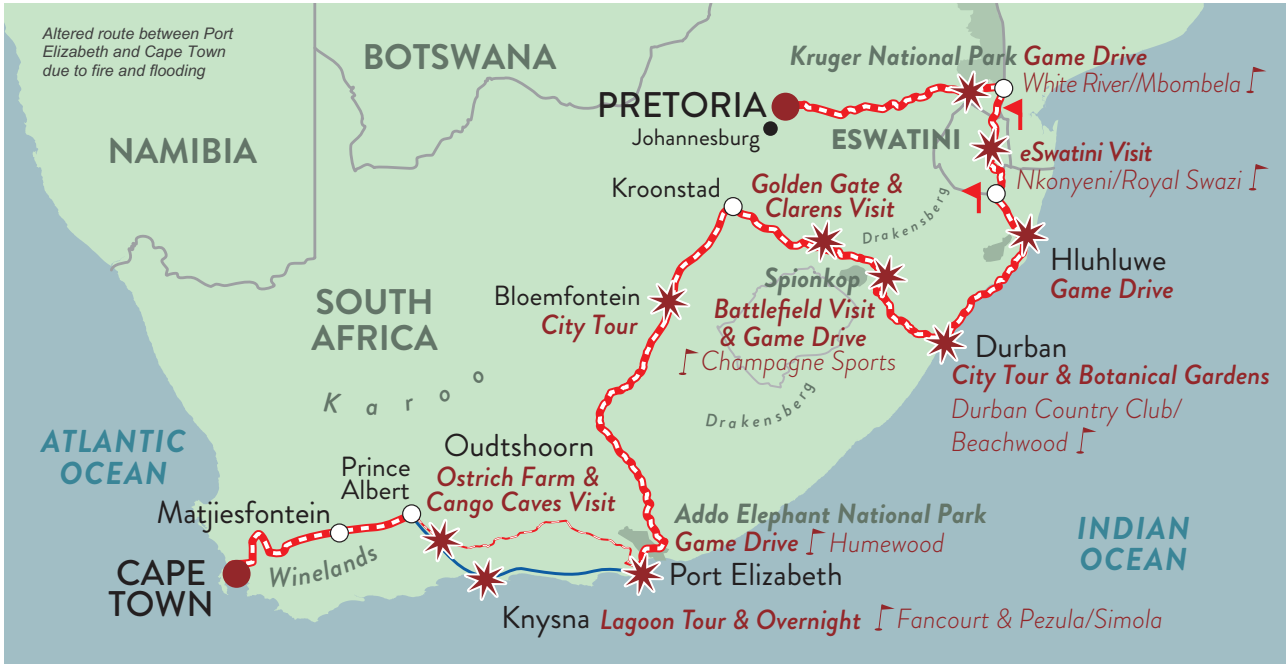 Altered route between Port
Elizabeth and Cape Town
due to fire and flooding
BOTSWANA
NAMIBIA
Kruger National Park Game Drive
White River/Mbombela
PRETORIA
Johannesburg
ESWATINI
eSwatini Visit
Nkonyeni/Royal Swazi
Kroonstad
Golden Gate &
Clarens Visit
Drakensberg
Hluhluwe
Game Drive
Spionkop
Battlefield Visit
& Game Drive
Champagne Sports
Bloemfontein
City Tour
SOUTH
AFRICA
Durban
City Tour & Botanical Gardens
Durban Country Club/
Beachwood
Drakensberg
Karoo
ATLANTIC
OCEAN
Oudtshoorn
Ostrich Farm &
Cango Caves Visit
Prince
Albert
Matjiesfontein
Addo Elephant National Park
Game Drive Humewood
INDIAN
OCEAN
Winelands
CAPE
TOWN
Port Elizabeth
Knysna Lagoon Tour & Overnight Fancourt & Pezula/Simola